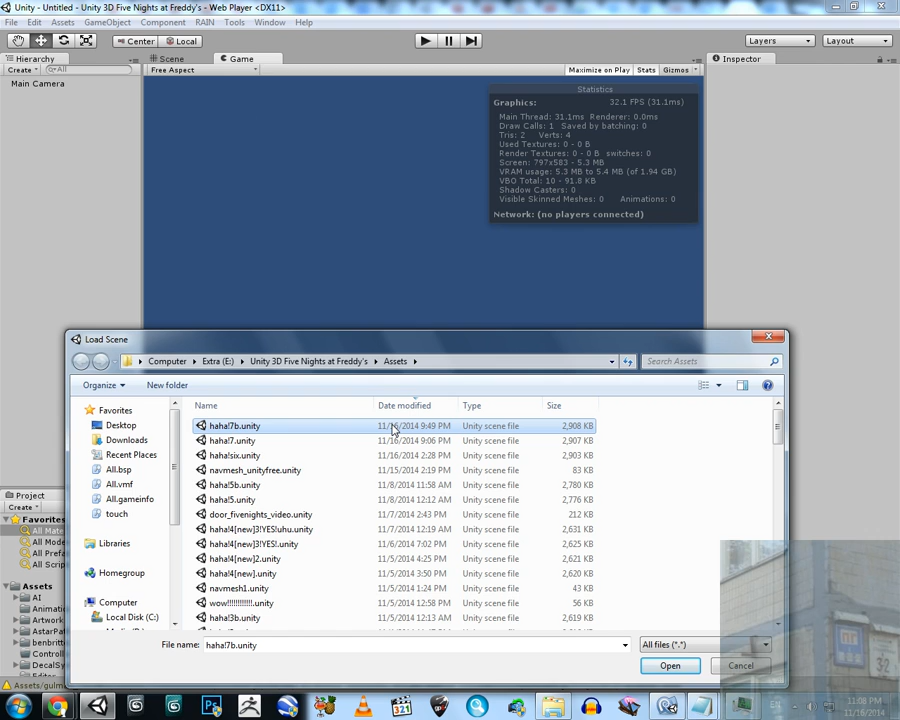 Unity - Untitled - Unity 3D Five Nights at Freddy's - Web Player <DX11>
File Edit Assets GameObject Component RAIN Tools Window Help
Center Local Layers Layout
Hierarchy Scene Game Inspector
Create All Free Aspect Maximize on Play Stats Gizmos
Main Camera
Statistics
Graphics: 32.1 FPS (31.1ms)
Main Thread: 31.1ms Renderer: 0.0ms
Draw Calls: 1 Saved by batching: 0
Tris: 2 Verts: 4
Used Textures: 0 - 0 B
Render Textures: 0 - 0 B switches: 0
Screen: 797x583 - 5.3 MB
VRAM usage: 5.3 MB to 5.4 MB (of 1.94 GB)
VBO Total: 10 - 91.8 KB
Shadow Casters: 0
Visible Skinned Meshes: 0 Animations: 0
Network: (no players connected)
Load Scene
Computer Extra (E:) Unity 3D Five Nights at Freddy's Assets Search Assets
Organize New folder
Name Date modified Type Size
haha!7b.unity 11/16/2014 9:49 PM Unity scene file 2,908 KB
haha!7.unity 11/16/2014 9:06 PM Unity scene file 2,907 KB
haha!six.unity 11/16/2014 2:28 PM Unity scene file 2,903 KB
navmesh_unityfree.unity 11/15/2014 2:19 PM Unity scene file 83 KB
haha!5b.unity 11/8/2014 11:58 AM Unity scene file 2,780 KB
haha!5.unity 11/8/2014 12:12 AM Unity scene file 2,776 KB
door_fivenights_video.unity 11/7/2014 2:43 PM Unity scene file 212 KB
haha!4[new]3!YES!uhu.unity 11/7/2014 12:19 AM Unity scene file 2,631 KB
haha!4[new]3!YES!.unity 11/6/2014 7:02 PM Unity scene file 2,625 KB
haha!4[new]2.unity 11/5/2014 4:25 PM Unity scene file 2,621 KB
haha!4[new].unity 11/5/2014 3:50 PM Unity scene file 2,620 KB
navmesh1.unity 11/5/2014 1:24 PM Unity scene file 43 KB
wow!!!!!!!!!!!!.unity 11/5/2014 12:58 PM Unity scene file 56 KB
haha!3b.unity 11/5/2014 12:13 AM Unity scene file 2,619 KB
Favorites
Desktop
Downloads
Recent Places
All.bsp
All.vmf
All.gameinfo
touch
Libraries
Homegroup
Computer
Local Disk (C:)
File name: haha!7b.unity All files (*.*)
Open Cancel
Project
Create
Favorites
All Mate
All Mode
All Prefa
All Scrip
Assets
AI
Animation
Artwork
AstarPat
benbritt
Control
DecalSy
Assets/gulm
321
32
EN
11:08 PM
11/16/2014